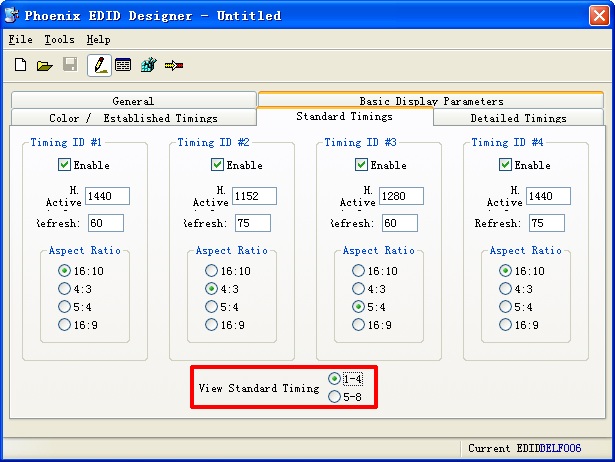 Phoenix EDID Designer - Untitled
File Tools Help
General
Basic Display Parameters
Color / Established Timings
Standard Timings
Detailed Timings
Timing ID #1
Enable
H.
Active
1440
Refresh:
60
Aspect Ratio
16:10
4:3
5:4
16:9
Timing ID #2
Enable
H.
Active
1152
Refresh:
75
Aspect Ratio
16:10
4:3
5:4
16:9
Timing ID #3
Enable
H.
Active
1280
Refresh:
60
Aspect Ratio
16:10
4:3
5:4
16:9
Timing ID #4
Enable
H.
Active
1440
Refresh:
75
Aspect Ratio
16:10
4:3
5:4
16:9
View Standard Timing
1-4
5-8
Current EDID